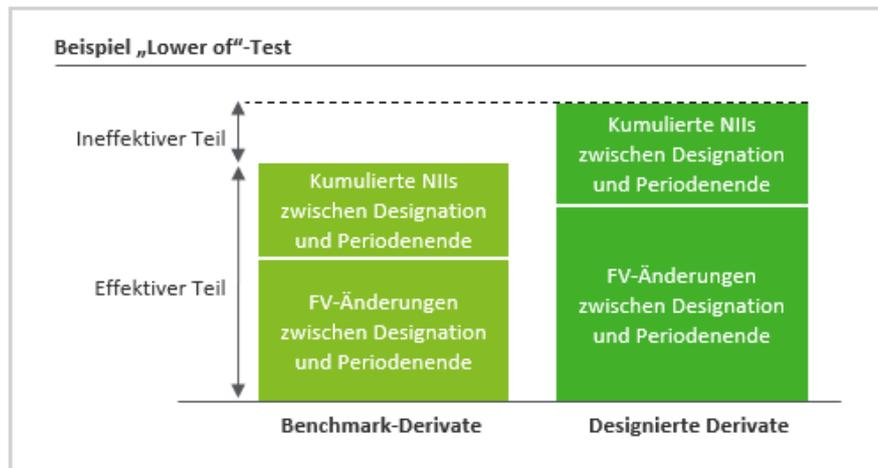 Beispiel „Lower of“-Test
Ineffektiver Teil
Effektiver Teil
Kumulierte NIIs
zwischen Designation
und Periodenende
FV-Änderungen
zwischen Designation
und Periodenende
Kumulierte NIIs
zwischen Designation
und Periodenende
FV-Änderungen
zwischen Designation
und Periodenende
Benchmark-Derivate
Designierte Derivate